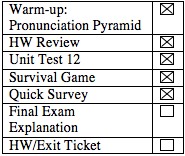 Warm-up: ☒
Pronunciation Pyramid
HW Review ☒
Unit Test 12 ☒
Survival Game ☒
Quick Survey ☒
Final Exam ☐
Explanation
HW/Exit Ticket ☐